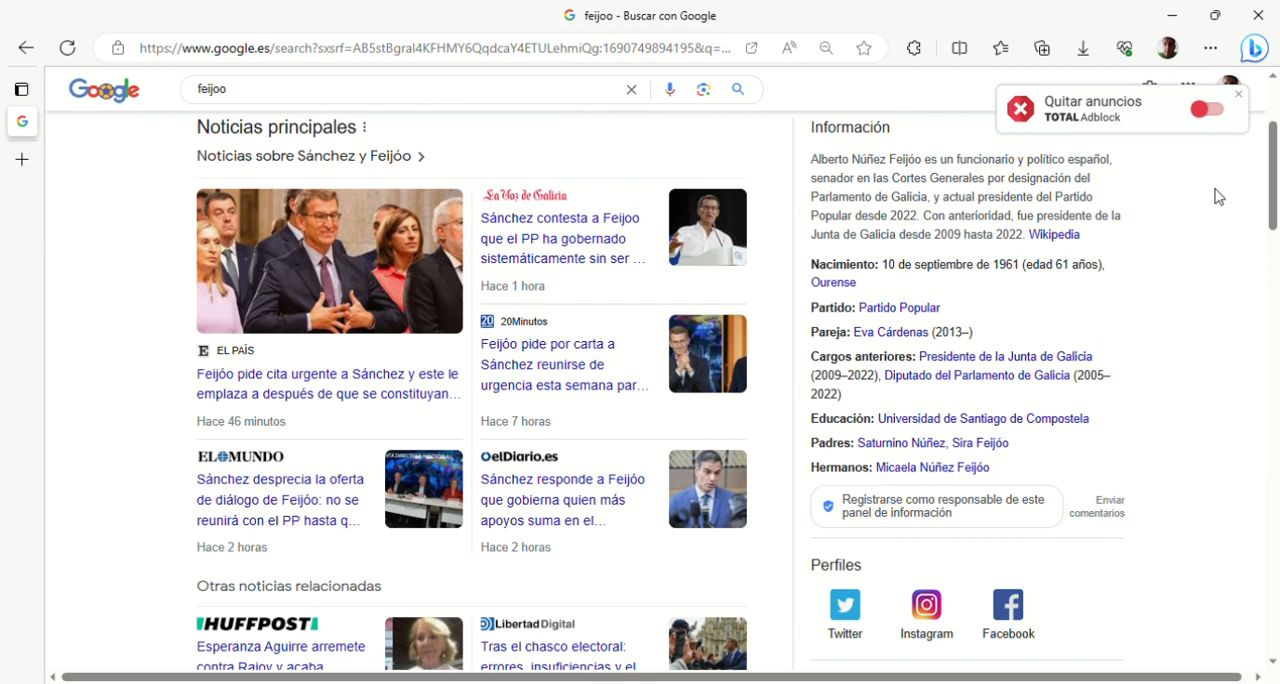 feijoo - Buscar con Google
https://www.google.es/search?sxsrf=AB5stBgral4KFHMY6QqdcaY4ETULehmiQg:1690749894195&q=...
Google
feijoo
Quitar anuncios
TOTAL Adblock
Noticias principales
Noticias sobre Sánchez y Feijóo
EL PAÍS
Feijóo pide cita urgente a Sánchez y este le
emplaza a después de que se constituyan...
Hace 46 minutos
La Voz de Galicia
Sánchez contesta a Feijoo
que el PP ha gobernado
sistemáticamente sin ser ...
Hace 1 hora
20 20Minutos
Feijóo pide por carta a
Sánchez reunirse de
urgencia esta semana par...
Hace 7 horas
EL MUNDO
Sánchez desprecia la oferta
de diálogo de Feijóo: no se
reunirá con el PP hasta q...
Hace 2 horas
elDiario.es
Sánchez responde a Feijóo
que gobierna quien más
apoyos suma en el...
Hace 2 horas
Otras noticias relacionadas
HUFFPOST
Esperanza Aguirre arremete
contra Rajoy y acaba
Libertad Digital
Tras el chasco electoral:
errores, insuficiencias y el
Información
Alberto Núñez Feijóo es un funcionario y político español,
senador en las Cortes Generales por designación del
Parlamento de Galicia, y actual presidente del Partido
Popular desde 2022. Con anterioridad, fue presidente de la
Junta de Galicia desde 2009 hasta 2022. Wikipedia
Nacimiento: 10 de septiembre de 1961 (edad 61 años),
Ourense
Partido: Partido Popular
Pareja: Eva Cárdenas (2013–)
Cargos anteriores: Presidente de la Junta de Galicia
(2009–2022), Diputado del Parlamento de Galicia (2005–
2022)
Educación: Universidad de Santiago de Compostela
Padres: Saturnino Núñez, Sira Feijóo
Hermanos: Micaela Núñez Feijóo
Registrarse como responsable de este
panel de información
Enviar
comentarios
Perfiles
Twitter
Instagram
Facebook